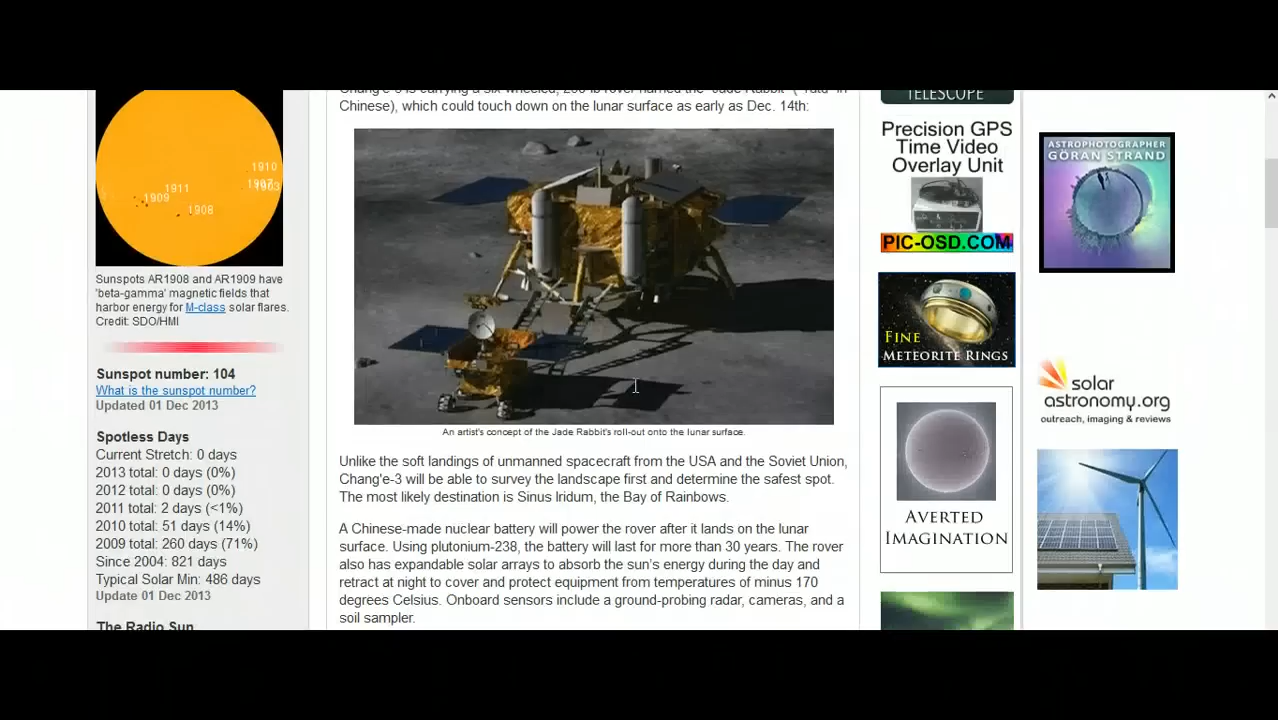 1910
1911
1909
1908
Sunspots AR1908 and AR1909 have
'beta-gamma' magnetic fields that
harbor energy for M-class solar flares.
Credit: SDO/HMI
Sunspot number: 104
What is the sunspot number?
Updated 01 Dec 2013
Spotless Days
Current Stretch: 0 days
2013 total: 0 days (0%)
2012 total: 0 days (0%)
2011 total: 2 days (<1%)
2010 total: 51 days (14%)
2009 total: 260 days (71%)
Since 2004: 821 days
Typical Solar Min: 486 days
Update 01 Dec 2013
The Radio Sun
Chang'e-3 is carrying a six-wheeled,
Chinese), which could touch down on the lunar surface as early as Dec. 14th:
An artist's concept of the Jade Rabbit's roll-out onto the lunar surface.
Unlike the soft landings of unmanned spacecraft from the USA and the Soviet Union,
Chang'e-3 will be able to survey the landscape first and determine the safest spot.
The most likely destination is Sinus Iridum, the Bay of Rainbows.
A Chinese-made nuclear battery will power the rover after it lands on the lunar
surface. Using plutonium-238, the battery will last for more than 30 years. The rover
also has expandable solar arrays to absorb the sun's energy during the day and
retract at night to cover and protect equipment from temperatures of minus 170
degrees Celsius. Onboard sensors include a ground-probing radar, cameras, and a
soil sampler.
TELESCOPE
Precision GPS
Time Video
Overlay Unit
PIC-OSD.COM
FINE
METEORITE RINGS
AVERTED
IMAGINATION
ASTROPHOTOGRAPHER
GÖRAN STRAND
solar
astronomy.org
outreach, imaging & reviews